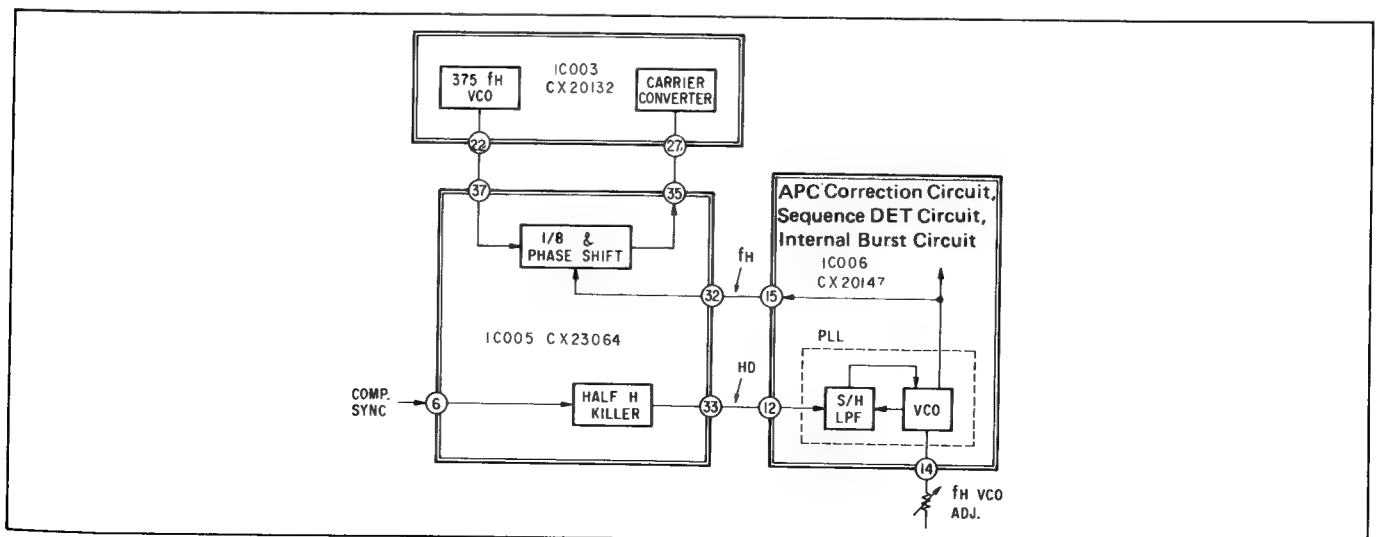 375 fH
VCO
IC003
CX20132
CARRIER
CONVERTER
22
27
37
35
1/8 &
PHASE SHIFT
APC Correction Circuit,
Sequence DET Circuit,
Internal Burst Circuit
IC006
CX20147
fH
32
15
IC005 CX23064
PLL
HD
COMP.
SYNC
6
HALF H
KILLER
33
12
S/H
LPF
VCO
14
fH VCO
ADJ.